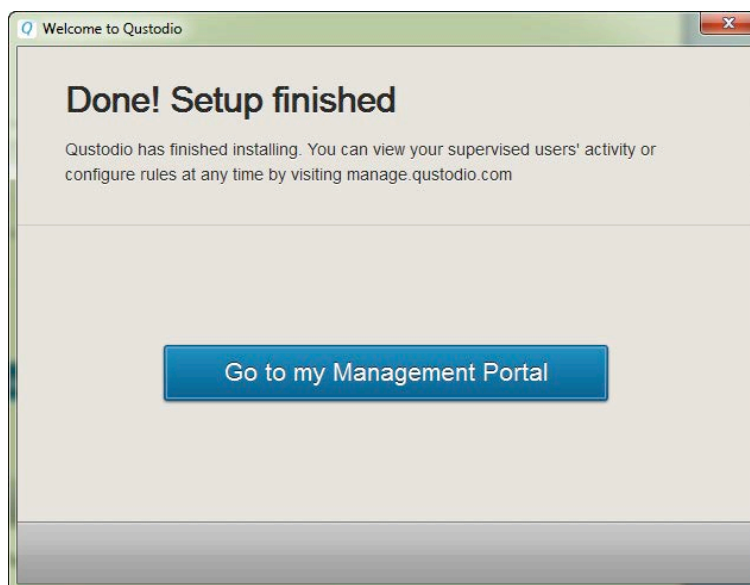 Q Welcome to Qustodio
Done! Setup finished
Qustodio has finished installing. You can view your supervised users' activity or
configure rules at any time by visiting manage.qustodio.com
Go to my Management Portal